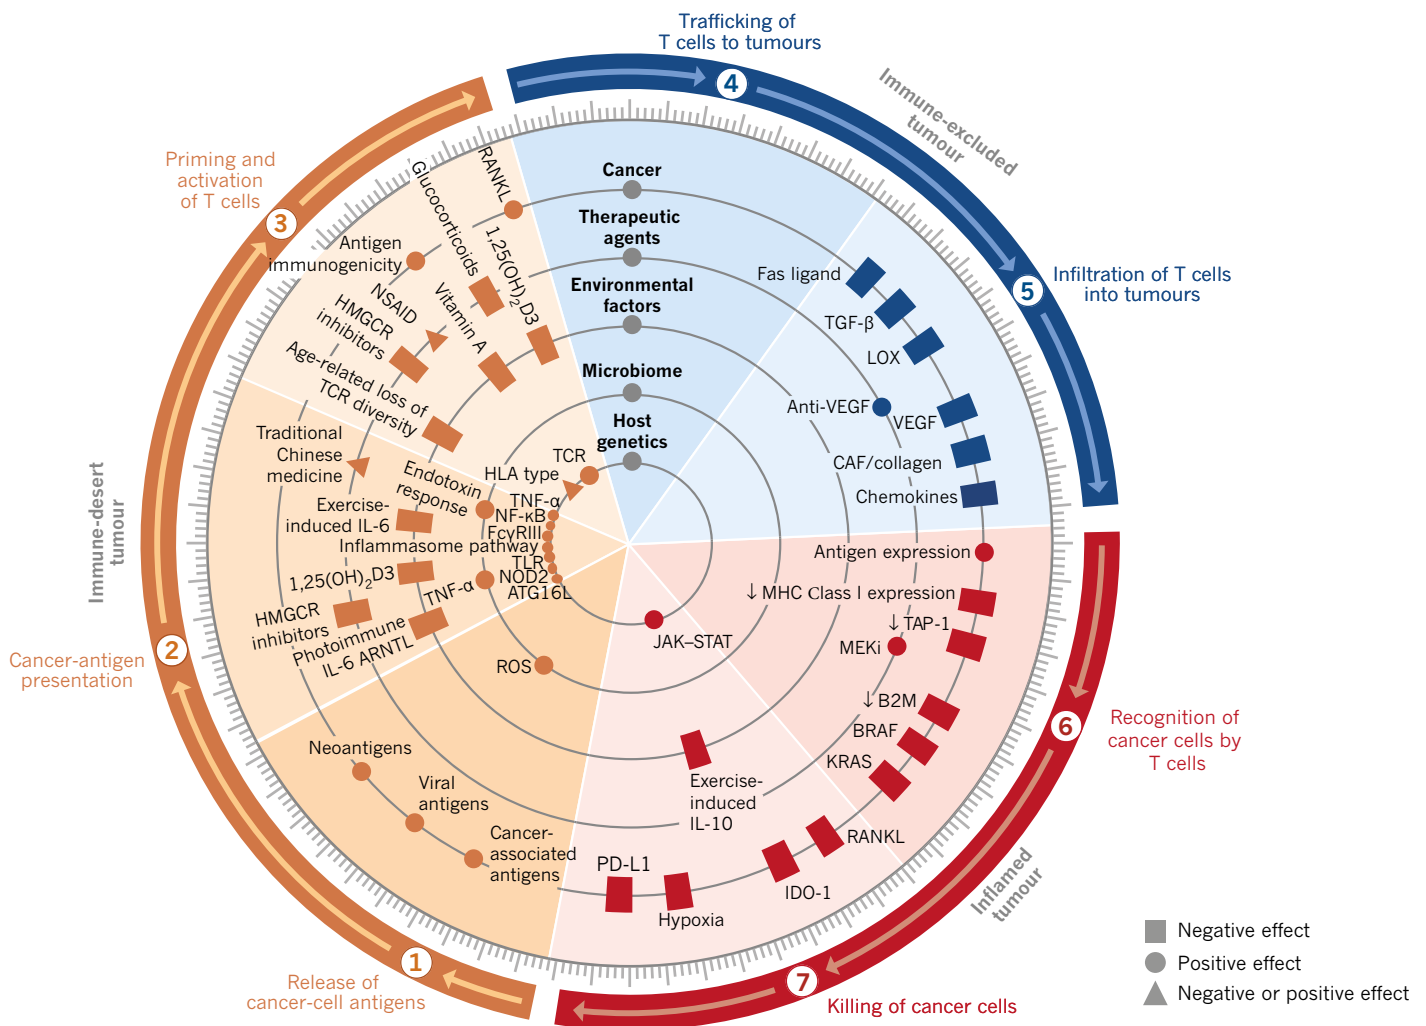 Trafficking of
T cells to tumours
4
Immune-excluded
tumour
Priming and
activation
of T cells
3
Infiltration of T cells
into tumours
5
Cancer
Therapeutic
agents
Environmental
factors
Microbiome
Host
genetics
RANKL
Glucocorticoids
1,25(OH)2D3
Antigen
immunogenicity
NSAID
Vitamin A
HMGCR
inhibitors
Age-related loss of
TCR diversity
TCR
HLA type
Fas ligand
TGF-β
LOX
Anti-VEGF
VEGF
CAF/collagen
Chemokines
Traditional
Chinese
medicine
Endotoxin
response
Exercise-
induced IL-6
TNF-α
NF-κB
FcγRIII
Inflammasome pathway
TLR
NOD2
ATG16L
1,25(OH)2D3
TNF-α
HMGCR
inhibitors
Photoimmune
IL-6 ARNTL
Immune-desert
tumour
2
Cancer-antigen
presentation
Antigen expression
↓ MHC Class I expression
↓ TAP-1
MEKi
↓ B2M
BRAF
KRAS
JAK–STAT
ROS
6
Recognition of
cancer cells by
T cells
Neoantigens
Viral
antigens
Cancer-
associated
antigens
Exercise-
induced
IL-10
RANKL
IDO-1
PD-L1
Hypoxia
Inflamed
tumour
1
Release of
cancer-cell antigens
7
Killing of cancer cells
Negative effect
Positive effect
Negative or positive effect